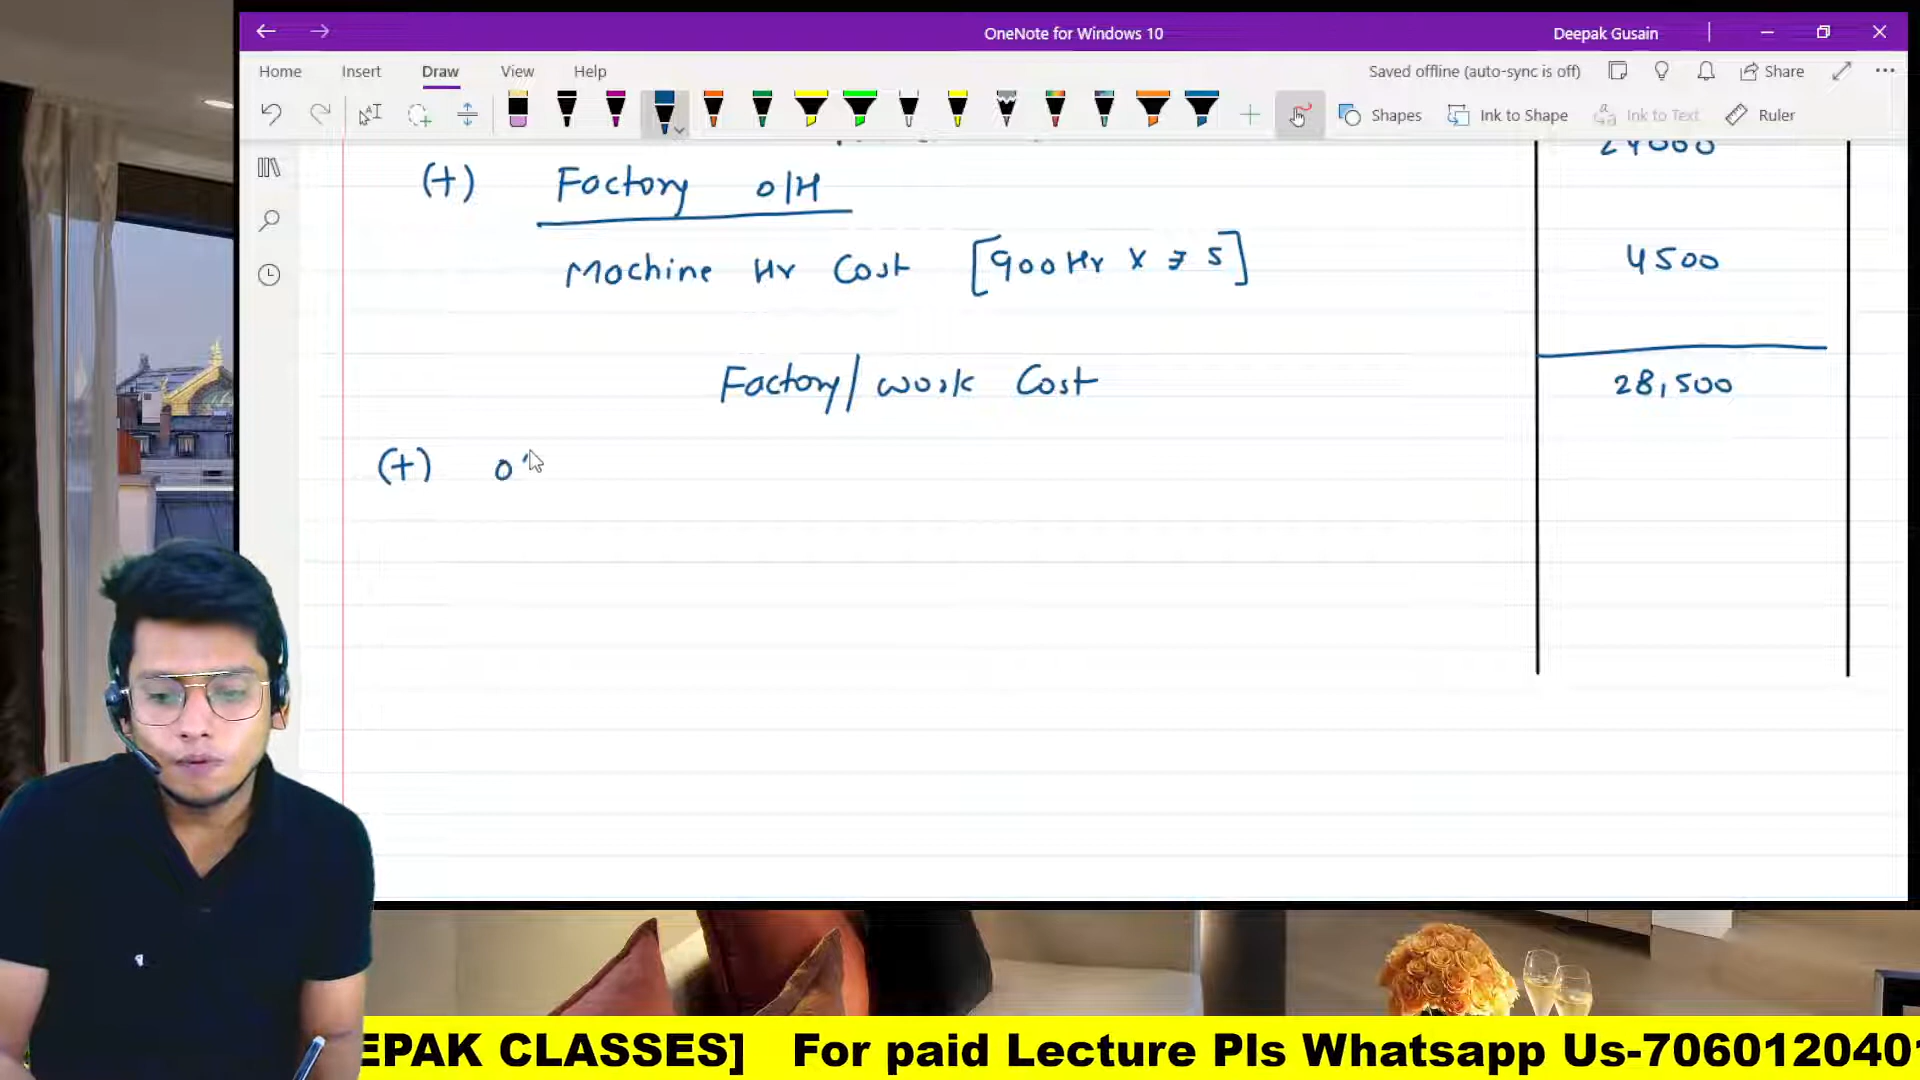 OneNote for Windows 10
Deepak Gusain
Home Insert Draw View Help
Saved offline (auto-sync is off)
Share
Shapes
Ink to Shape
Ink to Text
Ruler
24000
(+) Factory O/H
Machine Hr Cost [900 Hr X ₹ 5] 4500
Factory/ work Cost 28,500
(+) o
EPAK CLASSES] For paid Lecture Pls Whatsapp Us-7060120401